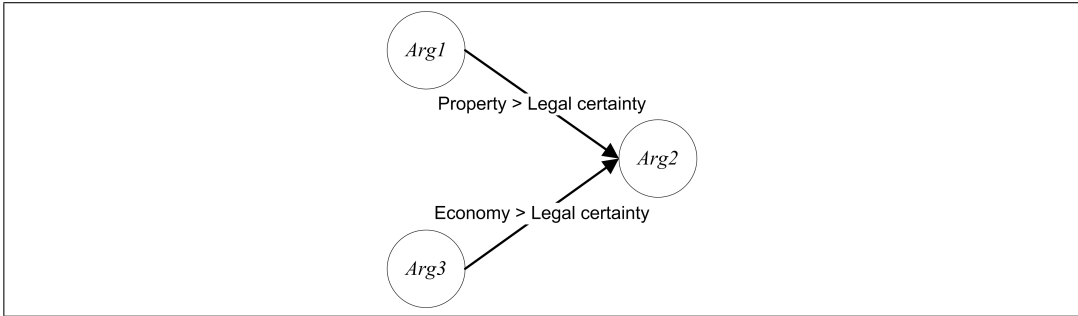 Arg1
Property > Legal certainty
Arg2
Economy > Legal certainty
Arg3